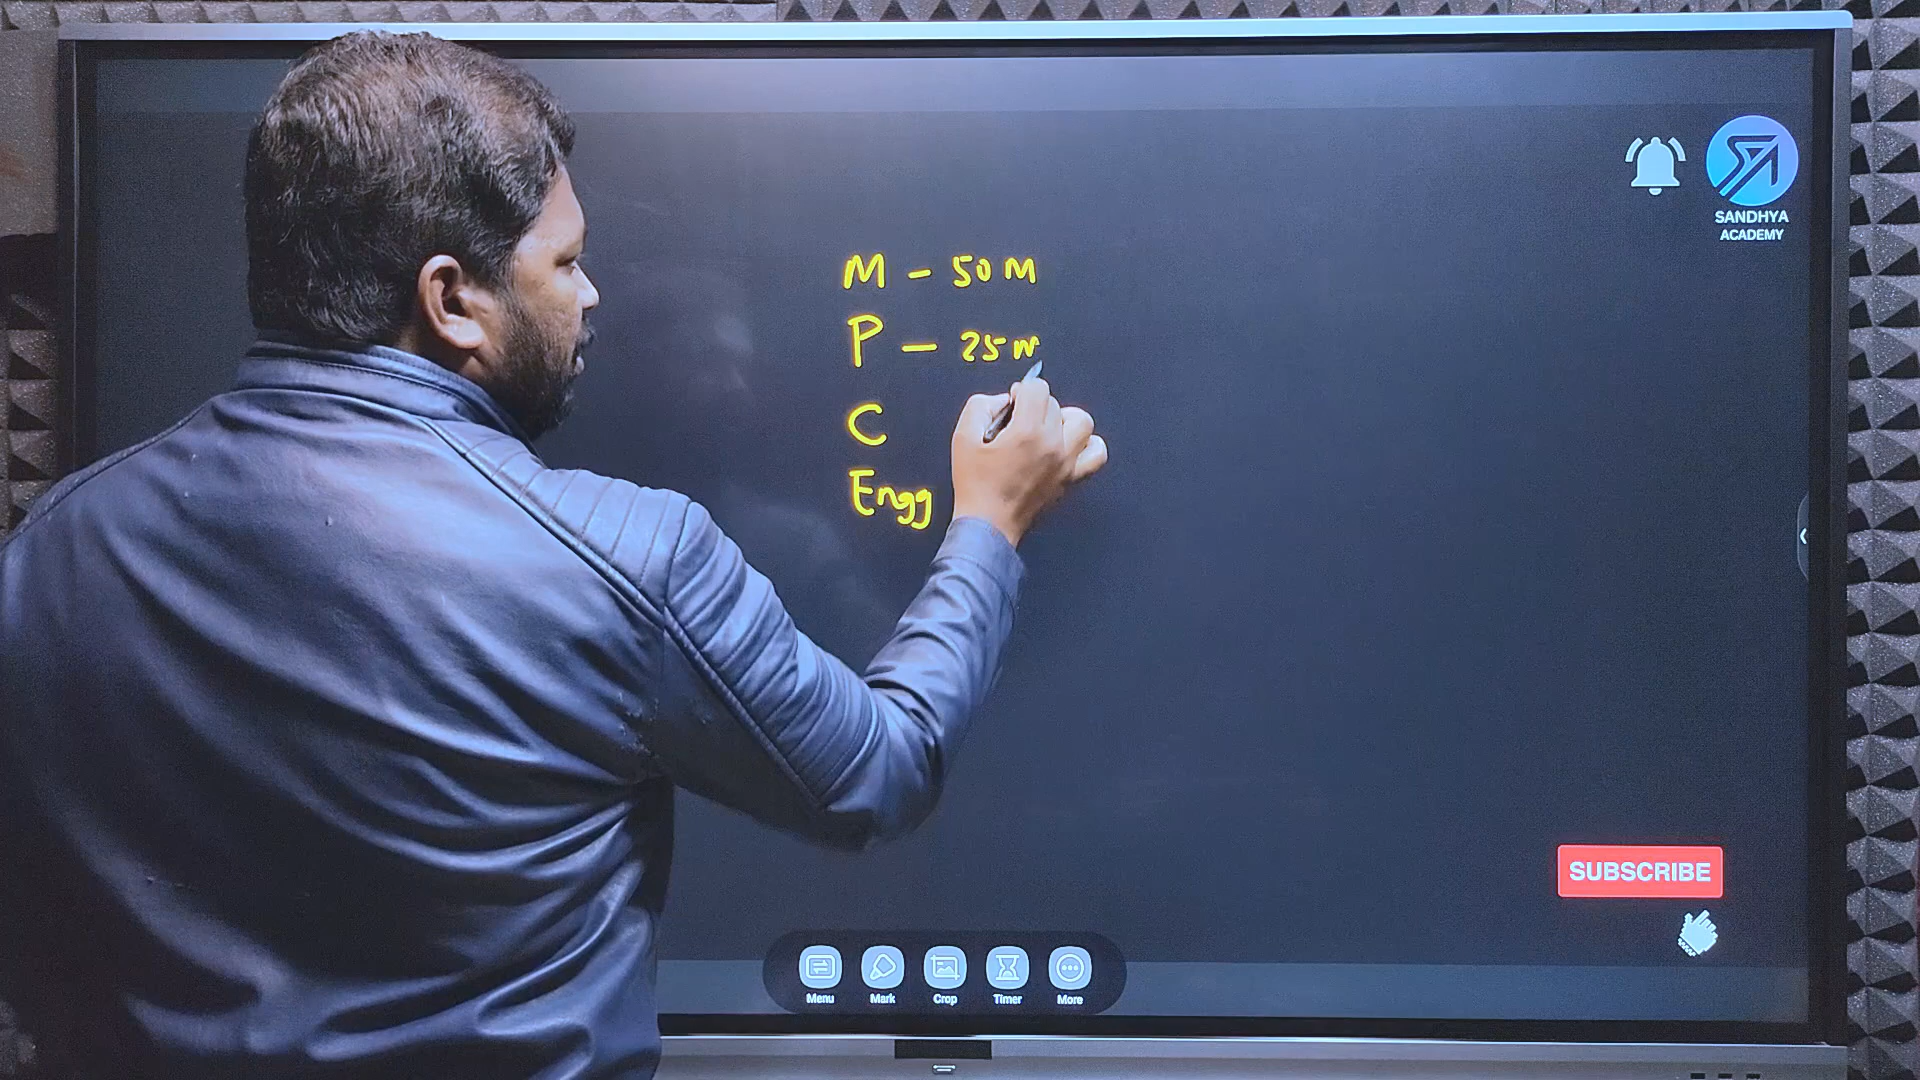 SANDHYA
ACADEMY
M - 50 M
P - 25 M
C
Engg
SUBSCRIBE
Menu Mark Crop Timer More